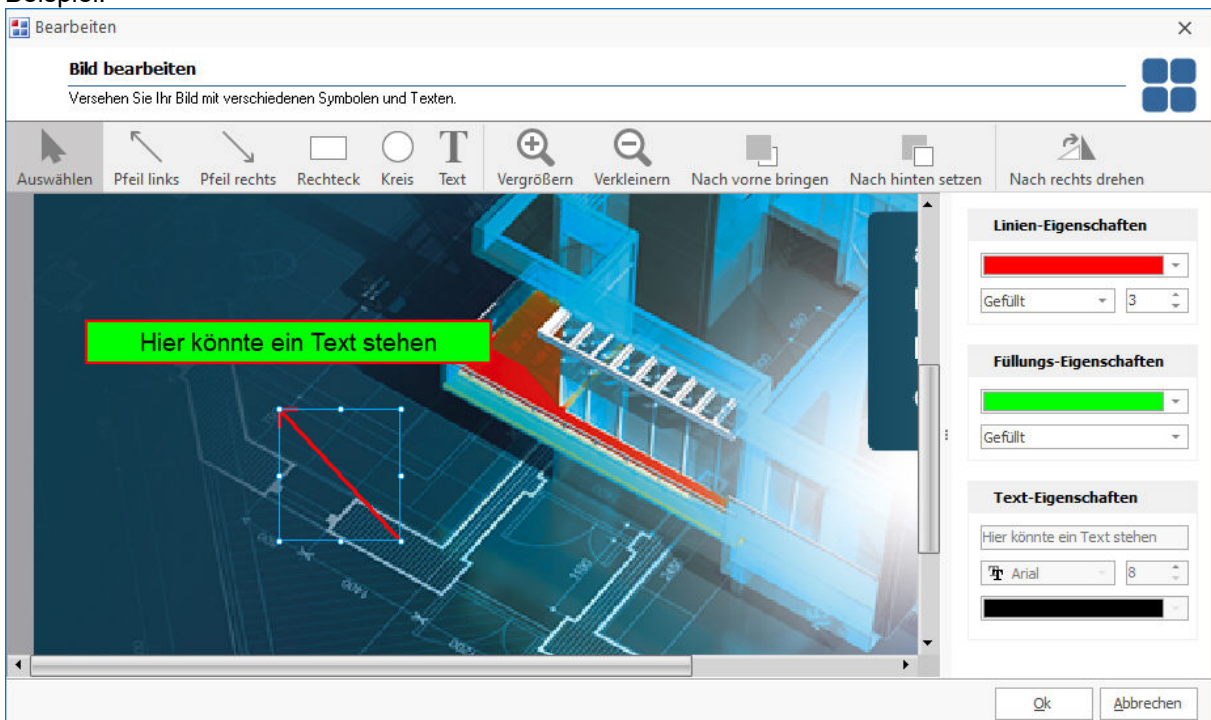 Beispiel:
Bearbeiten
Bild bearbeiten
Versehen Sie Ihr Bild mit verschiedenen Symbolen und Texten.
Auswählen Pfeil links Pfeil rechts Rechteck Kreis Text Vergrößern Verkleinern Nach vorne bringen Nach hinten setzen Nach rechts drehen
Linien-Eigenschaften
Gefüllt 3
Hier könnte ein Text stehen
Füllungs-Eigenschaften
Gefüllt
Text-Eigenschaften
Hier könnte ein Text stehen
Arial 8
Ok Abbrechen